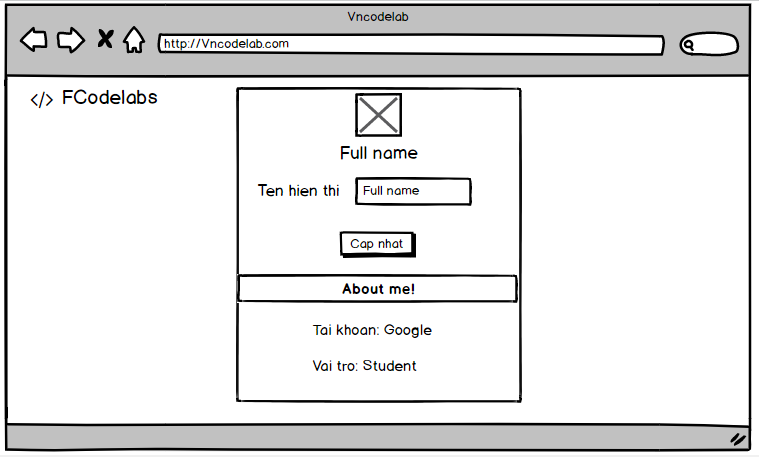 Vncodelab
http://Vncodelab.com
</> FCodelabs
Full name
Ten hien thi Full name
Cap nhat
About me!
Tai khoan: Google
Vai tro: Student